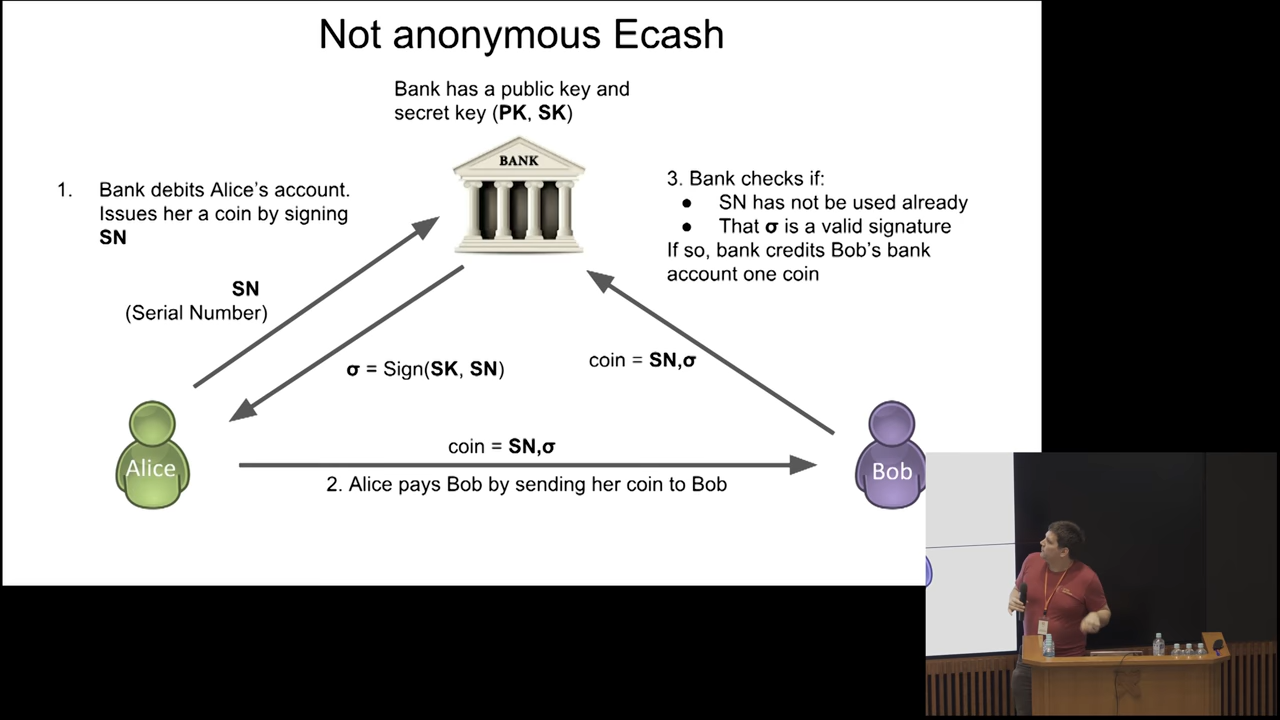 Not anonymous Ecash
Bank has a public key and
secret key (PK, SK)
BANK
1. Bank debits Alice's account.
Issues her a coin by signing
SN
3. Bank checks if:
● SN has not be used already
● That σ is a valid signature
If so, bank credits Bob's bank
account one coin
SN
(Serial Number)
σ = Sign(SK, SN)
coin = SN,σ
coin = SN,σ
2. Alice pays Bob by sending her coin to Bob
Alice
Bob